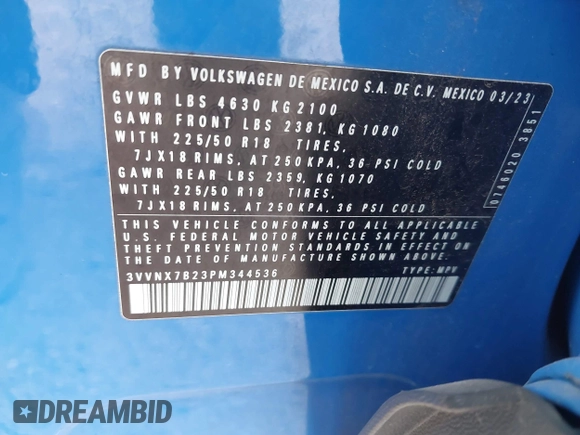 MFD BY VOLKSWAGEN DE MEXICO S.A. DE C.V. MEXICO 03/23
GVWR LBS 4630 KG 2100
GAWR FRONT LBS 2381, KG 1080
WITH 225/50 R18 TIRES,
7JX18 RIMS, AT 250 KPA, 36 PSI COLD
GAWR REAR LBS 2359, KG 1070
WITH 225/50 R18 TIRES,
7JX18 RIMS, AT 250 KPA, 36 PSI COLD
THIS VEHICLE CONFORMS TO ALL APPLICABLE
U.S. FEDERAL MOTOR VEHICLE SAFETY AND
THEFT PREVENTION STANDARDS IN EFFECT ON
THE DATE OF MANUFACTURE SHOWN ABOVE.
3VVNX7B23PM344536 TYPE: MPV
0746020 3851
DREAMBID